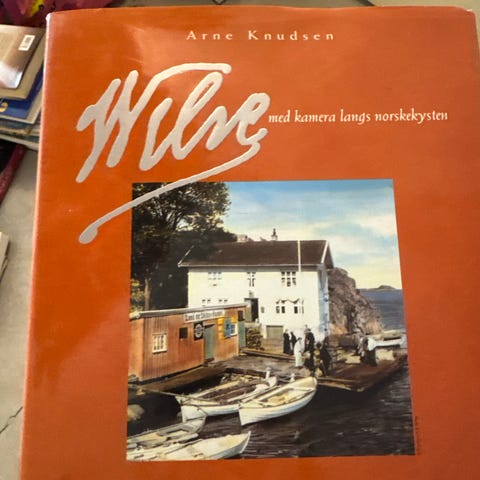 Arne Knudsen
Wilse
med kamera langs norskekysten